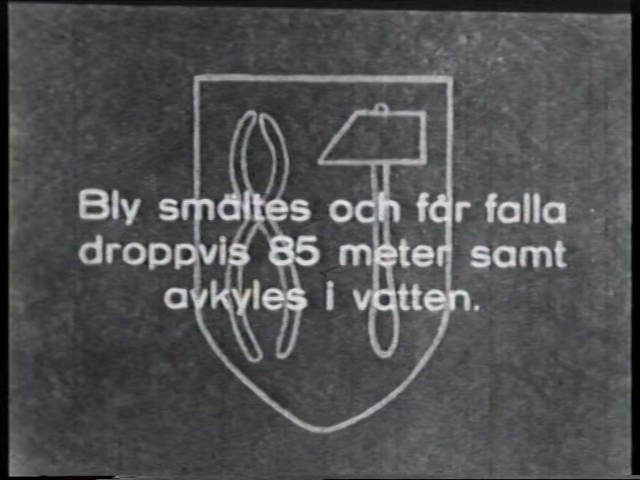 Bly smältes och får falla
droppvis 85 meter samt
avkyles i vatten.